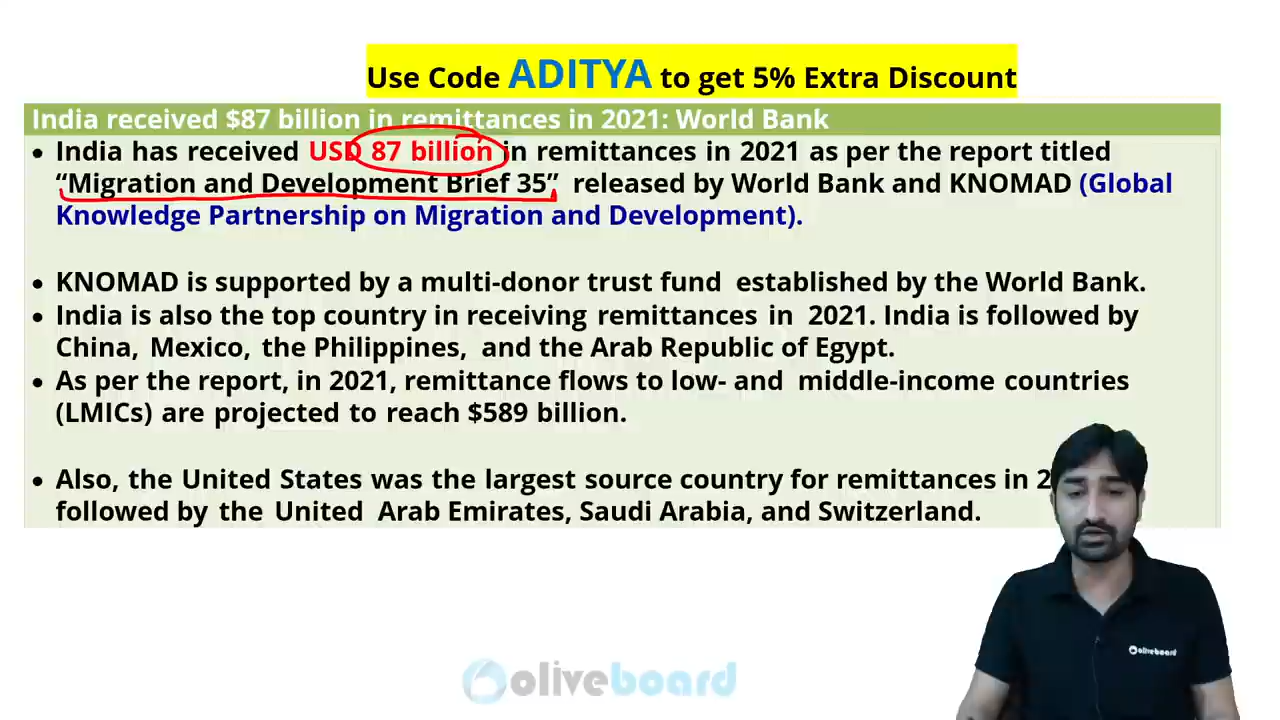 Use Code ADITYA to get 5% Extra Discount
India received $87 billion in remittances in 2021: World Bank
• India has received USD 87 billion in remittances in 2021 as per the report titled
“Migration and Development Brief 35” released by World Bank and KNOMAD (Global
Knowledge Partnership on Migration and Development).
• KNOMAD is supported by a multi-donor trust fund established by the World Bank.
• India is also the top country in receiving remittances in 2021. India is followed by
China, Mexico, the Philippines, and the Arab Republic of Egypt.
• As per the report, in 2021, remittance flows to low- and middle-income countries
(LMICs) are projected to reach $589 billion.
• Also, the United States was the largest source country for remittances in
followed by the United Arab Emirates, Saudi Arabia, and Switzerland.
oliveboard
oliveboard